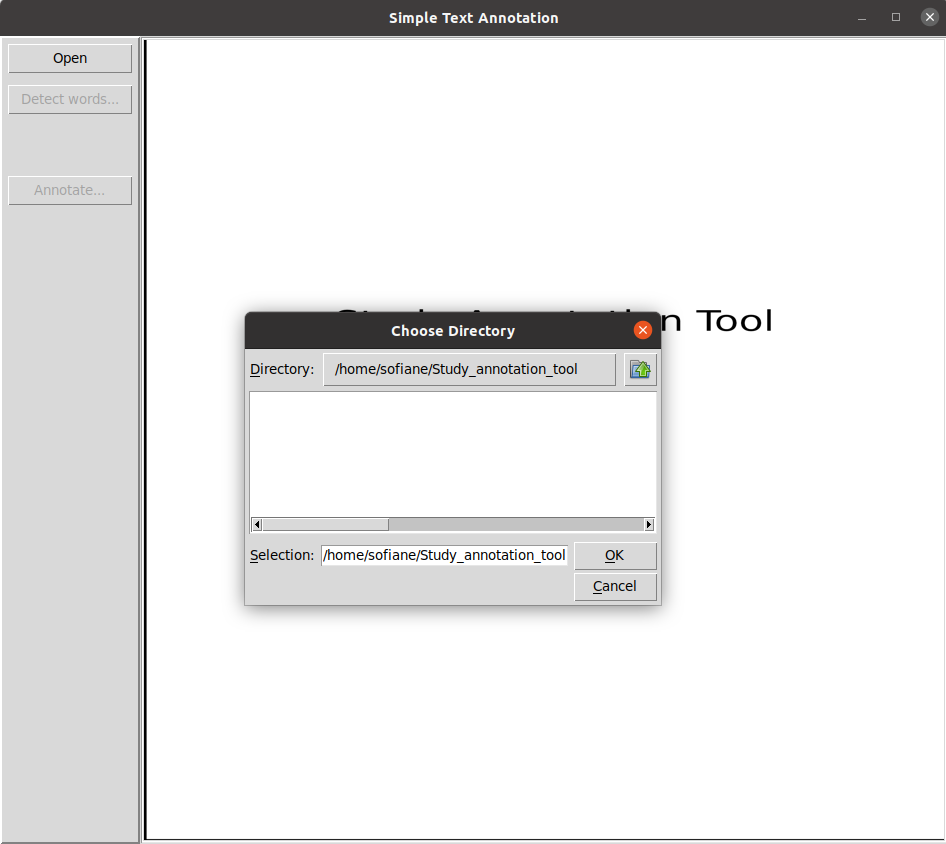 Simple Text Annotation
Open
Detect words...
Annotate...
n Tool
Choose Directory
Directory: /home/sofiane/Study_annotation_tool
Selection: /home/sofiane/Study_annotation_tool OK
Cancel